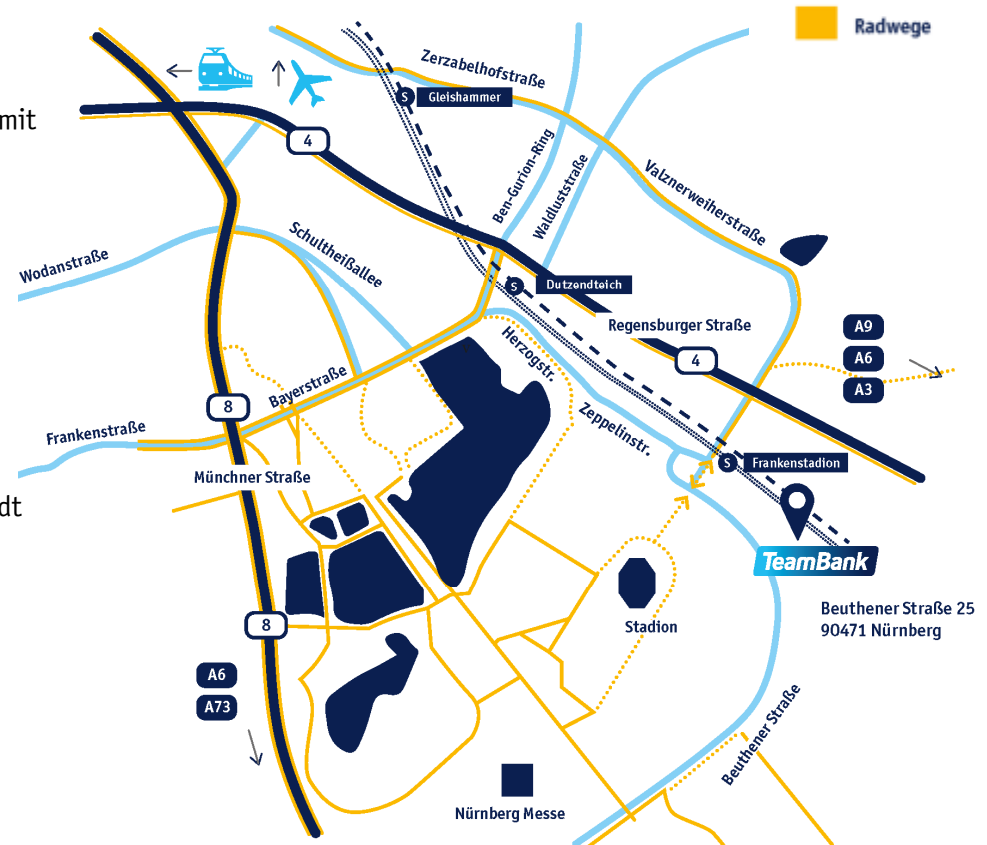 Radwege
Zerzabelhofstraße
S
Gleishammer
mit
4
Ben-Gurion-Ring
Waldluststraße
Valznerweiherstraße
Schultheißallee
Wodanstraße
S
Dutzendteich
Regensburger Straße
A9
A6
A3
4
Herzogstr.
Bayerstraße
8
Zeppelinstr.
Frankenstraße
S
Frankenstadion
Münchner Straße
dt
TeamBank
Beuthener Straße 25
90471 Nürnberg
Stadion
8
A6
A73
Beuthener Straße
Nürnberg Messe